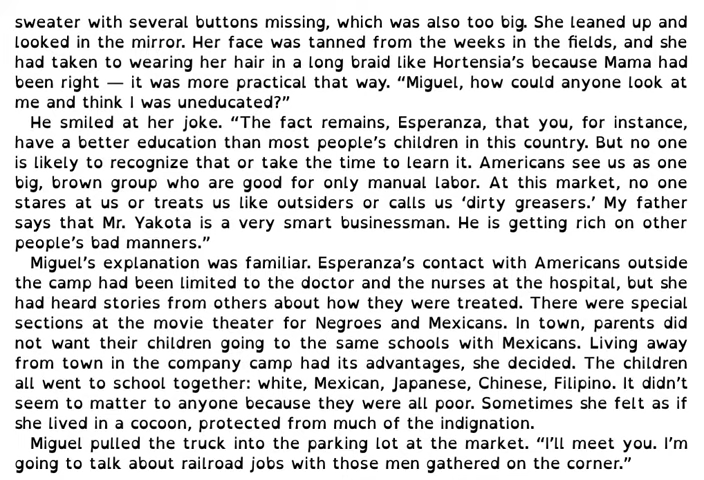 sweater with several buttons missing, which was also too big. She leaned up and
looked in the mirror. Her face was tanned from the weeks in the fields, and she
had taken to wearing her hair in a long braid like Hortensia's because Mama had
been right — it was more practical that way. “Miguel, how could anyone look at
me and think I was uneducated?”
He smiled at her joke. “The fact remains, Esperanza, that you, for instance,
have a better education than most people's children in this country. But no one
is likely to recognize that or take the time to learn it. Americans see us as one
big, brown group who are good for only manual labor. At this market, no one
stares at us or treats us like outsiders or calls us ‘dirty greasers.’ My father
says that Mr. Yakota is a very smart businessman. He is getting rich on other
people's bad manners.”
Miguel's explanation was familiar. Esperanza's contact with Americans outside
the camp had been limited to the doctor and the nurses at the hospital, but she
had heard stories from others about how they were treated. There were special
sections at the movie theater for Negroes and Mexicans. In town, parents did
not want their children going to the same schools with Mexicans. Living away
from town in the company camp had its advantages, she decided. The children
all went to school together: white, Mexican, Japanese, Chinese, Filipino. It didn't
seem to matter to anyone because they were all poor. Sometimes she felt as if
she lived in a cocoon, protected from much of the indignation.
Miguel pulled the truck into the parking lot at the market. “I'll meet you. I'm
going to talk about railroad jobs with those men gathered on the corner.”